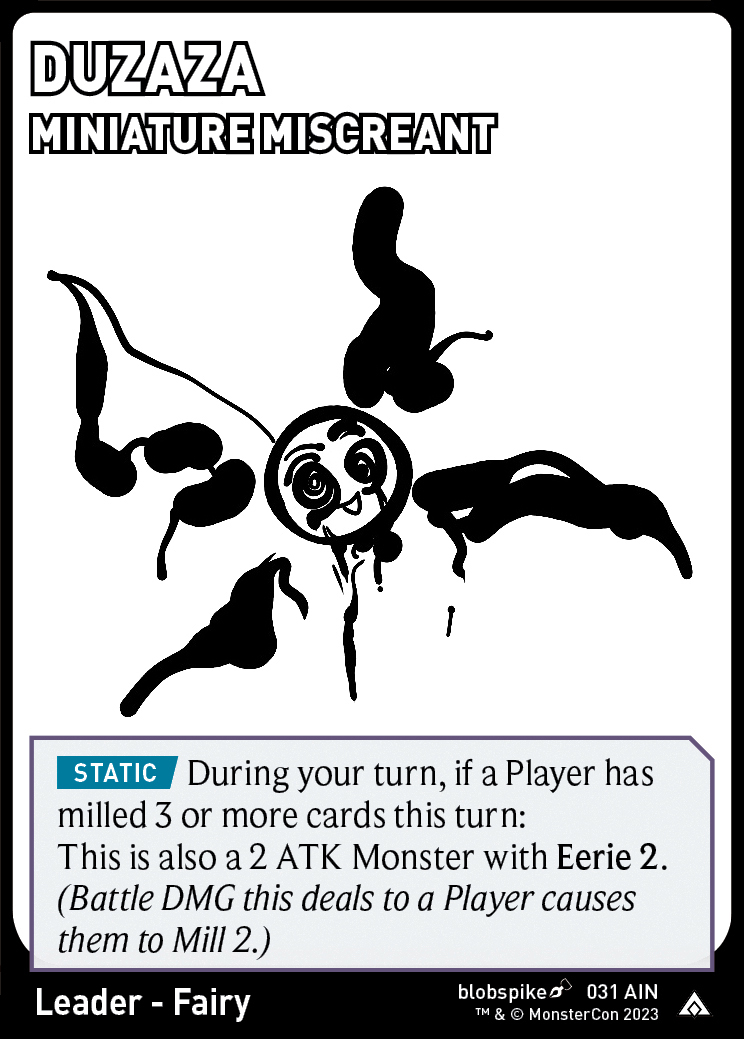 DUZAZA
MINIATURE MISCREANT
STATIC During your turn, if a Player has
milled 3 or more cards this turn:
This is also a 2 ATK Monster with Eerie 2.
(Battle DMG this deals to a Player causes
them to Mill 2.)
Leader - Fairy
blobspike 031 AIN
™ & © MonsterCon 2023